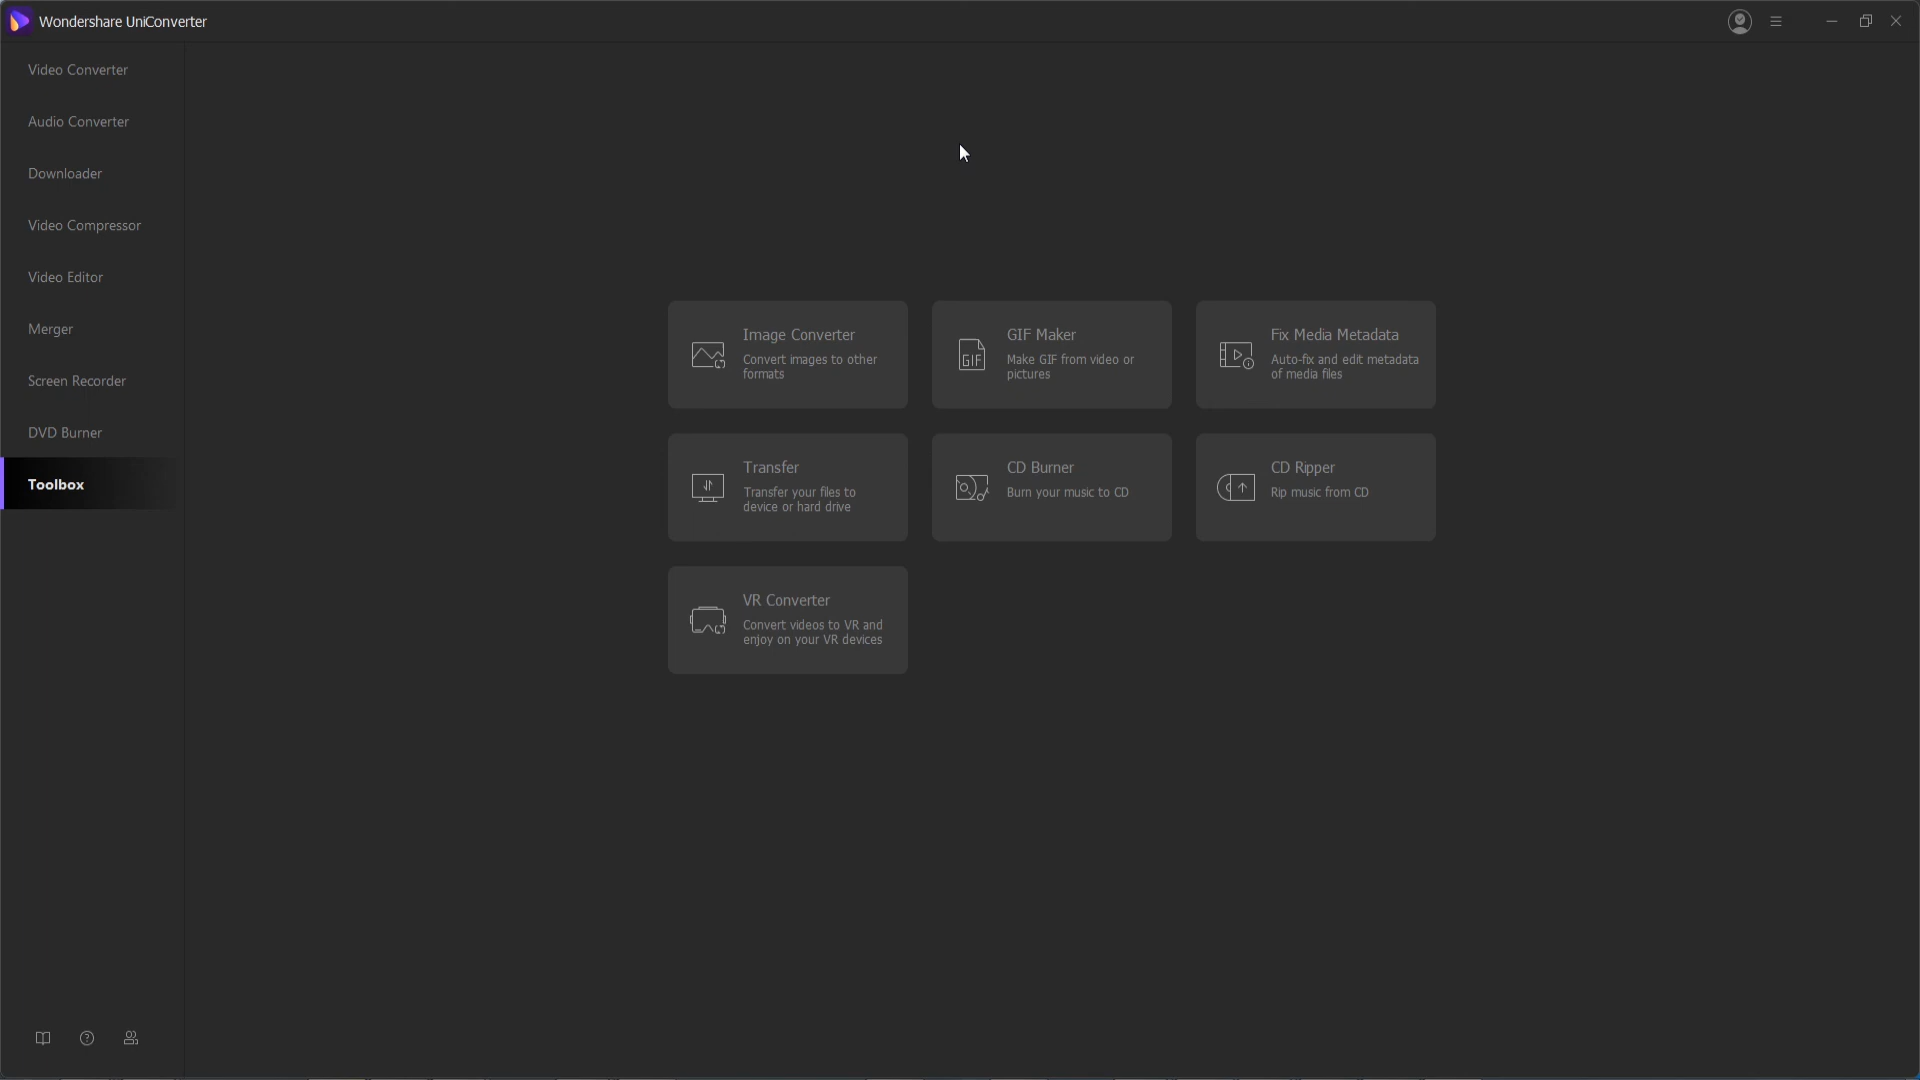 Wondershare UniConverter
Video Converter
Audio Converter
Downloader
Video Compressor
Video Editor
Merger
Screen Recorder
DVD Burner
Toolbox
Image Converter
Convert images to other
formats
GIF
GIF Maker
Make GIF from video or
pictures
Fix Media Metadata
Auto-fix and edit metadata
of media files
Transfer
Transfer your files to
device or hard drive
CD Burner
Burn your music to CD
CD Ripper
Rip music from CD
VR Converter
Convert videos to VR and
enjoy on your VR devices